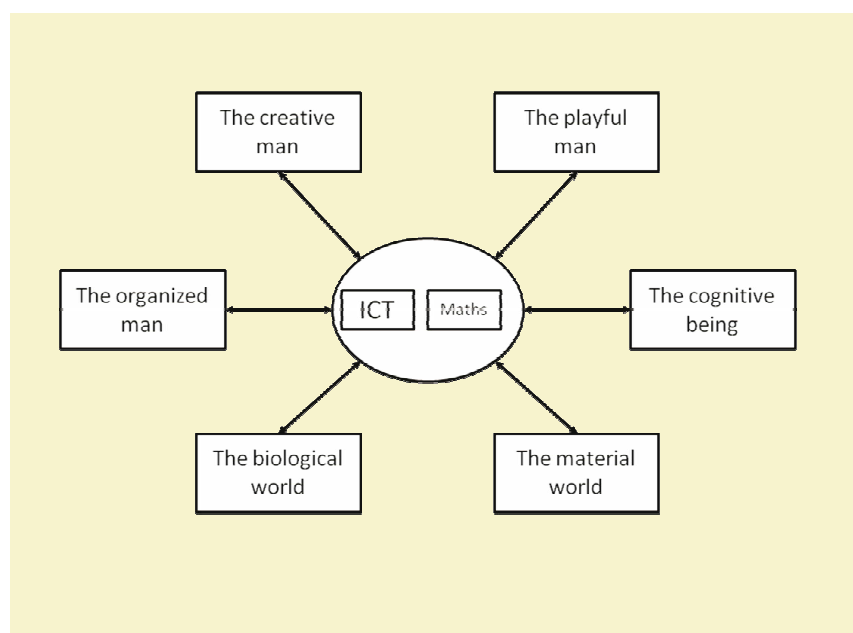 The creative
man
The playful
man
The organized
man
ICT
Maths
The cognitive
being
The biological
world
The material
world